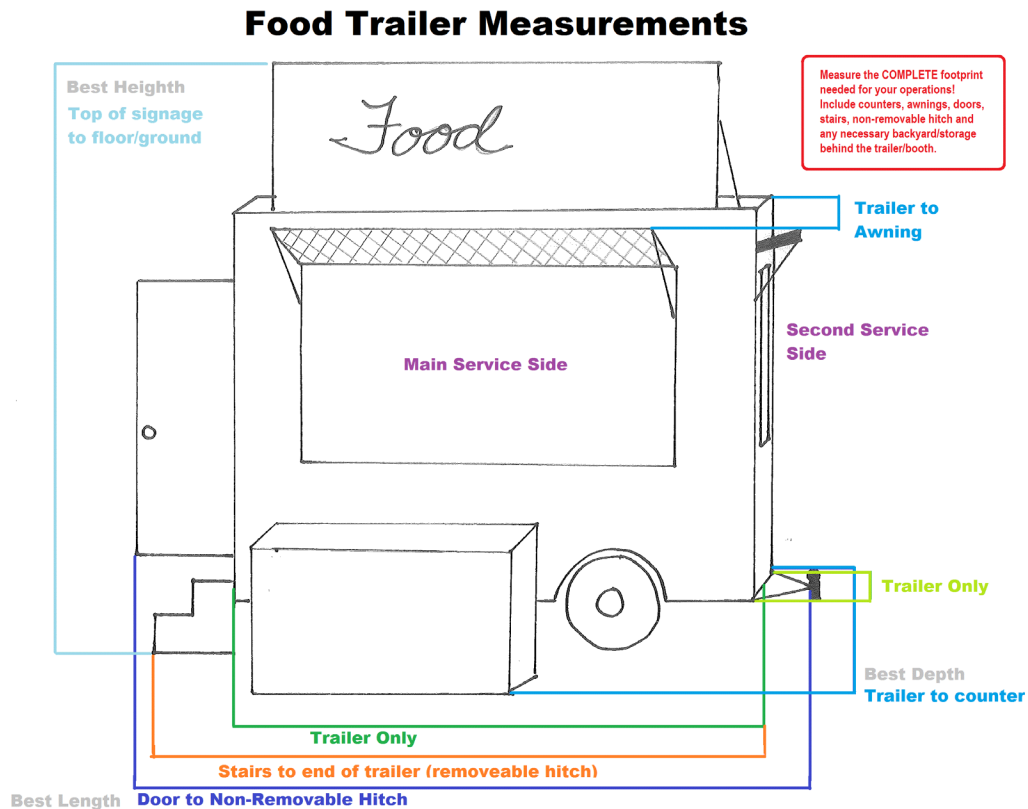 Food Trailer Measurements
Best Heighth
Top of signage
to floor/ground
Food
Measure the COMPLETE footprint
needed for your operations!
Include counters, awnings, doors,
stairs, non-removable hitch and
any necessary backyard/storage
behind the trailer/booth.
Trailer to
Awning
Second Service
Side
Main Service Side
Trailer Only
Best Depth
Trailer to counter
Trailer Only
Stairs to end of trailer (removeable hitch)
Best Length Door to Non-Removable Hitch